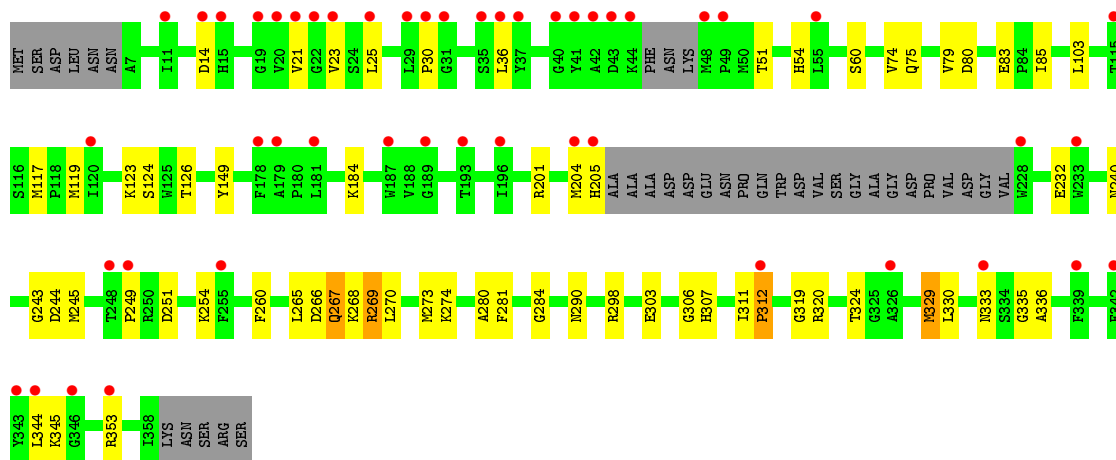 MET SER ASP LEU ASN ASN A7 I11 D14 H15 G19 V20 V21 G22 V23 S24 L25 L29 P30 G31 S35 L36 Y37 G40 Y41 A42 D43 K44 PHE ASN LYS M48 P49 M50 T51 H54 L55 S60 V74 Q75 V79 D80 E83 P84 I85 L103 T115
S116 M117 P118 M119 I120 K123 S124 W125 T126 Y149 F178 A179 P180 L181 K184 W187 V188 G189 T193 I196 R201 M204 H205 ALA ALA ALA ASP ASP GLU ASN PRO GLN TRP ASP VAL SER GLY ALA GLY ASP PRO VAL ASP GLY VAL W228 E232 W233
G243 D244 M245 T248 P249 R250 D251 K254 F255 F260 L265 D266 Q267 K268 R269 L270 M273 K274 A280 F281 G284 N290 R298 E303 G306 H307 I311 P312 G319 R320 T324 G325 A326 M329 L330 N333 S334 G335 A336 F339
Y343 L344 K345 G346 R353 I358 LYS ASN SER ARG SER